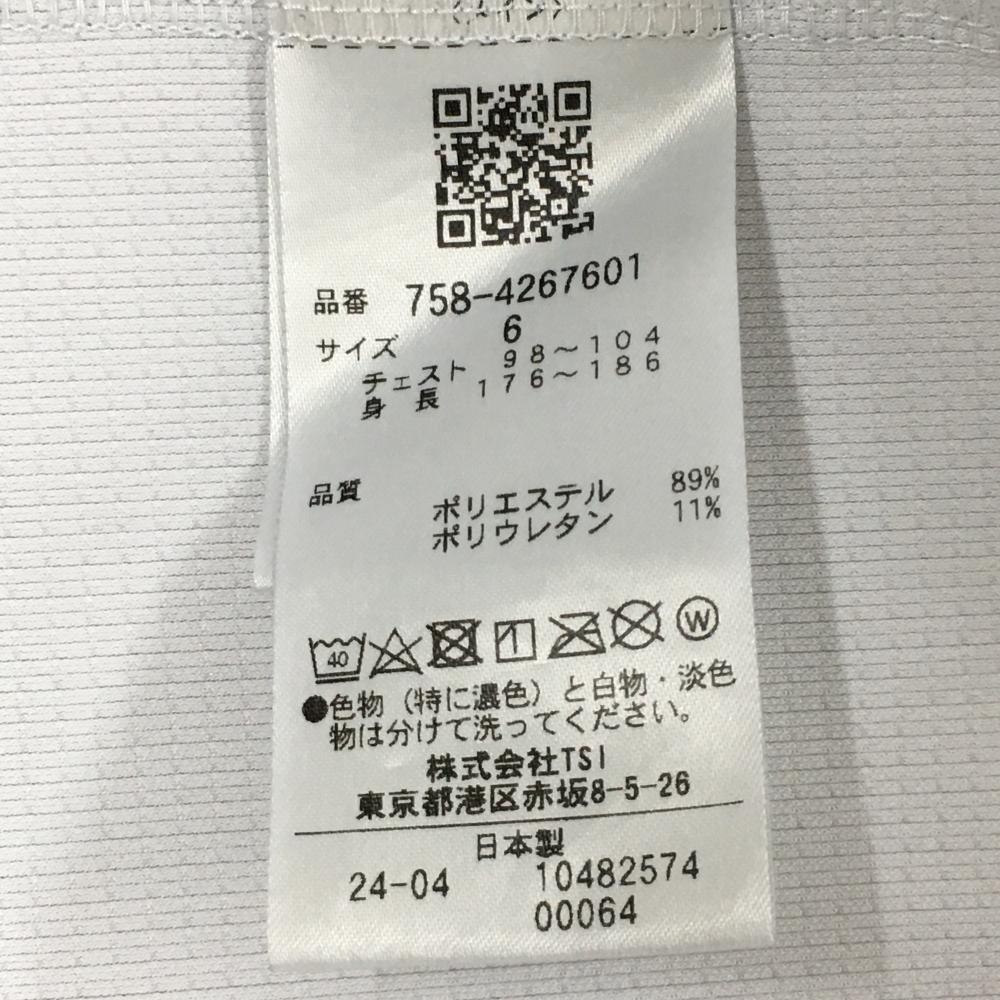 (メイン)
品番 758-4267601
サイズ 6
チェスト 98～104
身長 176～186
品質
ポリエステル 89%
ポリウレタン 11%
40
W
●色物（特に濃色）と白物・淡色
物は分けて洗ってください。
株式会社TSI
東京都港区赤坂8-5-26
日本製
24-04 10482574
00064